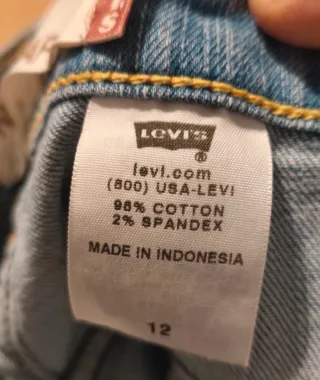 LEVI'S
®
levi.com
(800) USA-LEVI
98% COTTON
2% SPANDEX
MADE IN INDONESIA
12